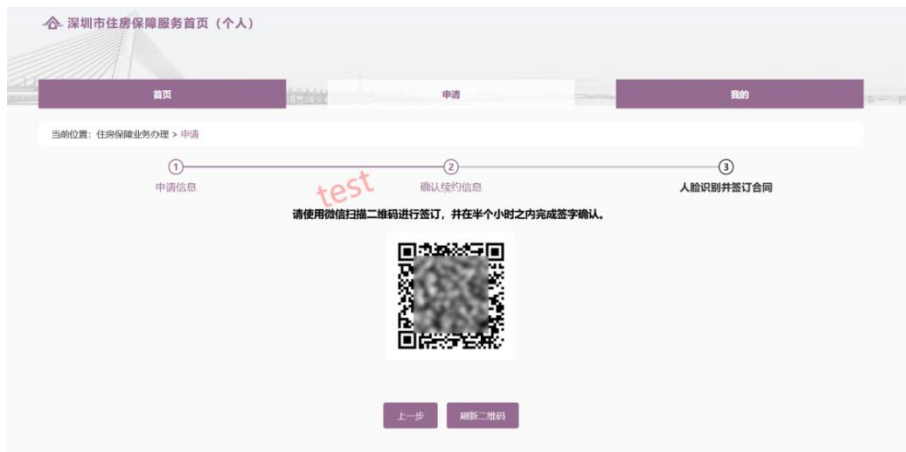 深圳市住房保障服务首页（个人）
首页 申请 我的
当前位置：住房保障业务办理 > 申请
1 2 3
申请信息 确认续约信息 人脸识别并签订合同
test
请使用微信扫描二维码进行签订，并在半个小时之内完成签字确认。
上一步 刷新二维码